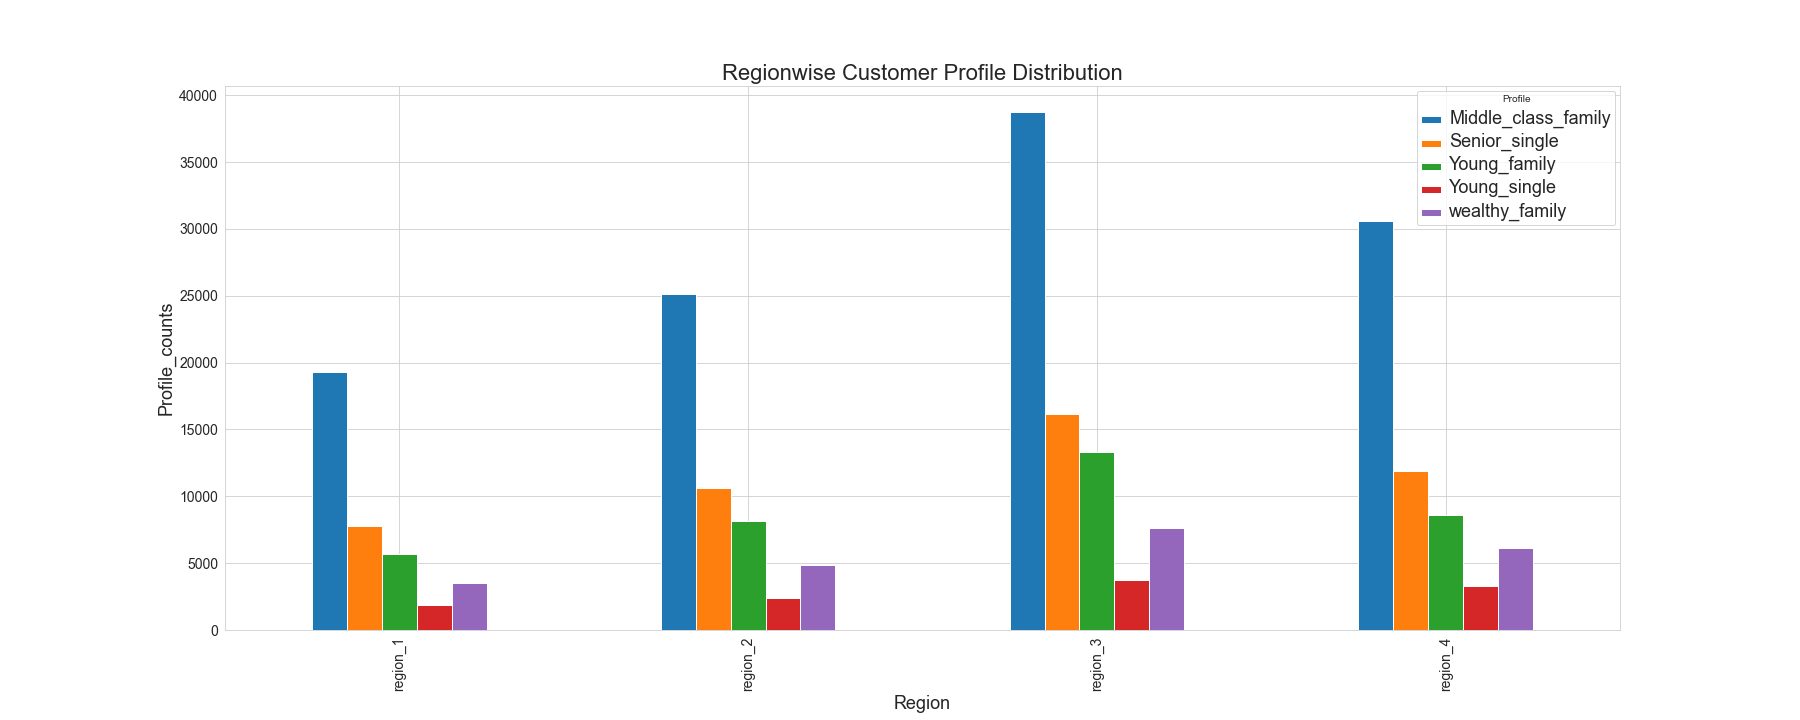 Regionwise Customer Profile Distribution
Profile
Middle_class_family
Senior_single
Young_family
Young_single
wealthy_family
Profile_counts
40000
35000
30000
25000
20000
15000
10000
5000
0
region_1
region_2
region_3
region_4
Region